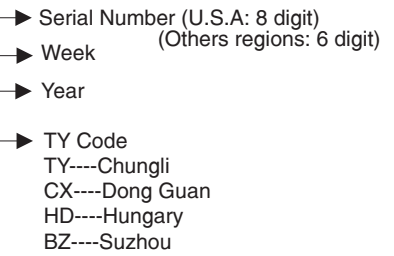 Serial Number (U.S.A: 8 digit)
(Others regions: 6 digit)
Week
Year
TY Code
TY----Chungli
CX----Dong Guan
HD----Hungary
BZ----Suzhou